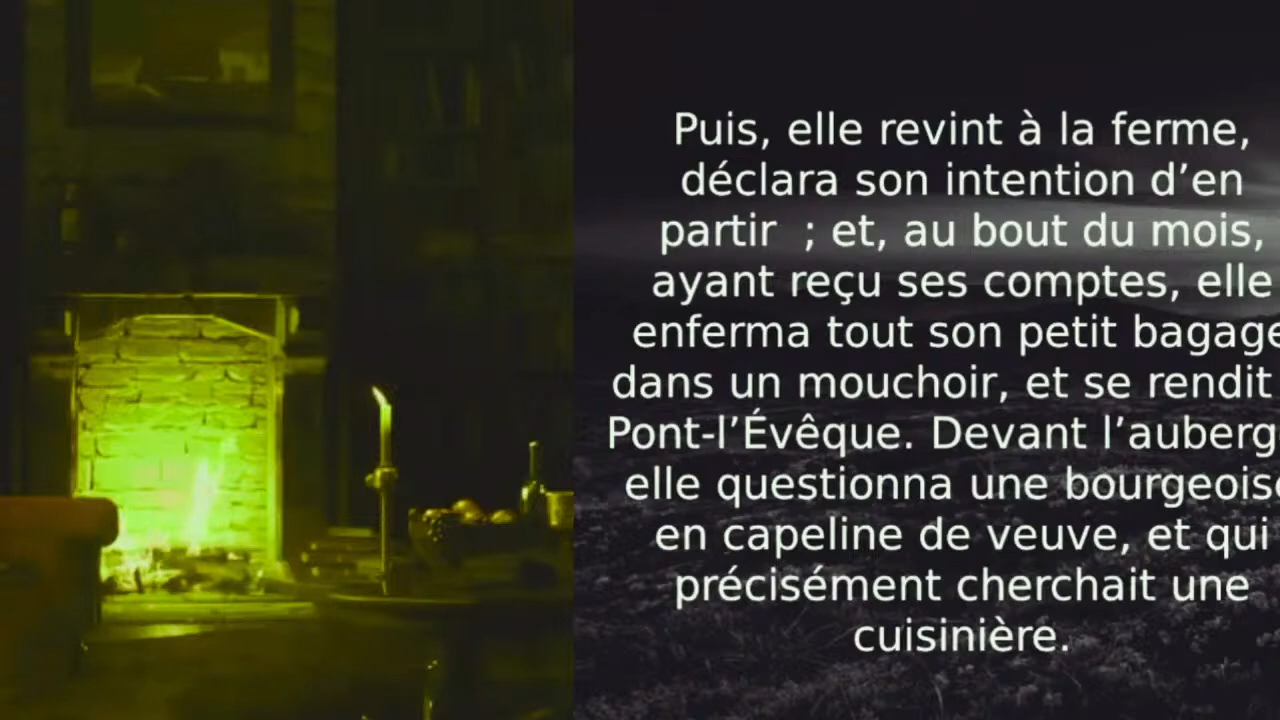 Puis, elle revint à la ferme,
déclara son intention d’en
partir  ; et, au bout du mois,
ayant reçu ses comptes, elle
enferma tout son petit bagage
dans un mouchoir, et se rendit
Pont-l’Évêque. Devant l’auberg
elle questionna une bourgeoise
en capeline de veuve, et qui
précisément cherchait une
cuisinière.